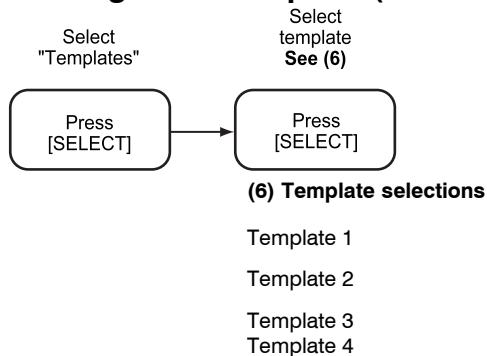 Select
"Templates"
Select
template
See (6)
Press
[SELECT]
Press
[SELECT]
(6) Template selections
Template 1
Template 2
Template 3
Template 4